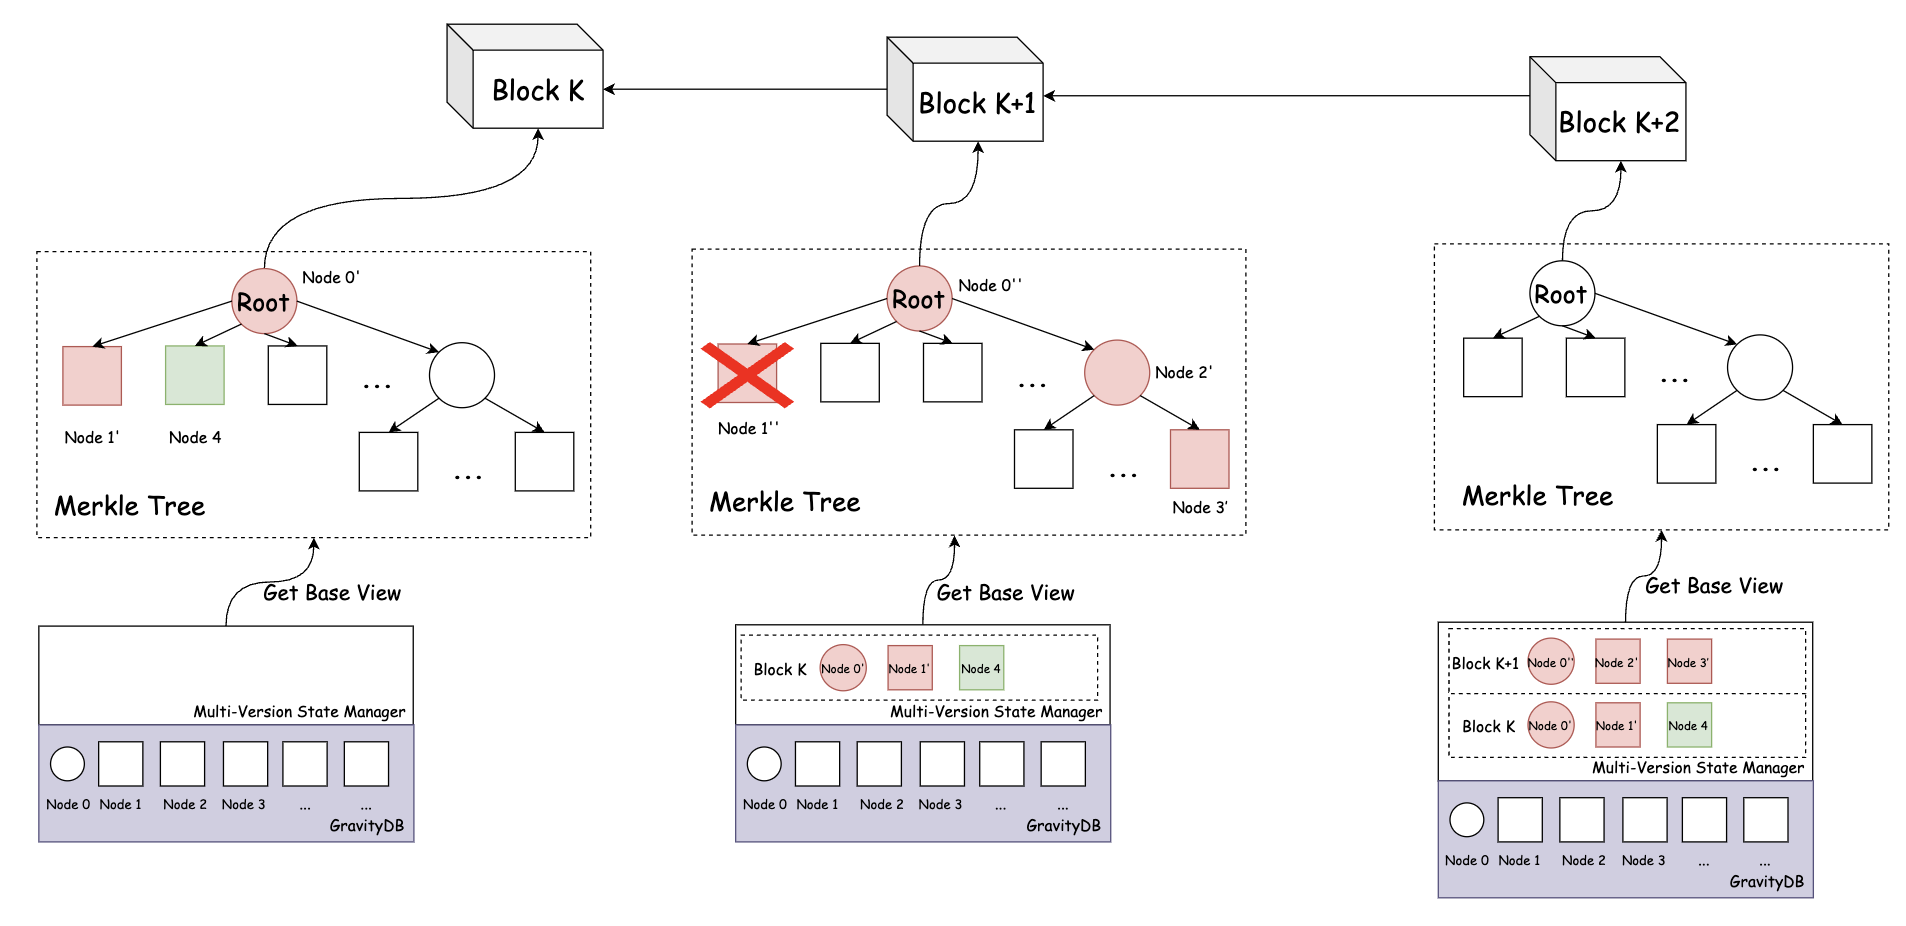 Block K
Block K+1
Block K+2
Root
Node 0'
Node 1'
Node 4
...
...
Merkle Tree
Root
Node 0''
Node 1''
...
Node 2'
...
Node 3'
Merkle Tree
Root
...
...
Merkle Tree
Get Base View
Multi-Version State Manager
Node 0 Node 1 Node 2 Node 3 ... ...
GravityDB
Get Base View
Block K Node 0' Node 1' Node 4
Multi-Version State Manager
Node 0 Node 1 Node 2 Node 3 ... ...
GravityDB
Get Base View
Block K+1 Node 0'' Node 2' Node 3'
Block K Node 0' Node 1' Node 4
Multi-Version State Manager
Node 0 Node 1 Node 2 Node 3 ... ...
GravityDB